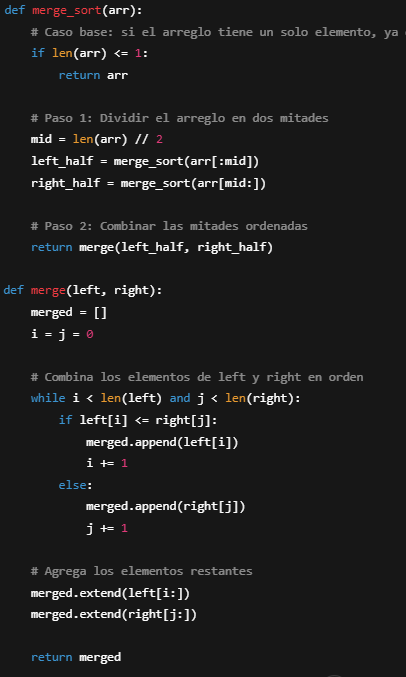 def merge_sort(arr):
    # Caso base: si el arreglo tiene un solo elemento, ya
    if len(arr) <= 1:
        return arr

    # Paso 1: Dividir el arreglo en dos mitades
    mid = len(arr) // 2
    left_half = merge_sort(arr[:mid])
    right_half = merge_sort(arr[mid:])

    # Paso 2: Combinar las mitades ordenadas
    return merge(left_half, right_half)

def merge(left, right):
    merged = []
    i = j = 0

    # Combina los elementos de left y right en orden
    while i < len(left) and j < len(right):
        if left[i] <= right[j]:
            merged.append(left[i])
            i += 1
        else:
            merged.append(right[j])
            j += 1

    # Agrega los elementos restantes
    merged.extend(left[i:])
    merged.extend(right[j:])

    return merged